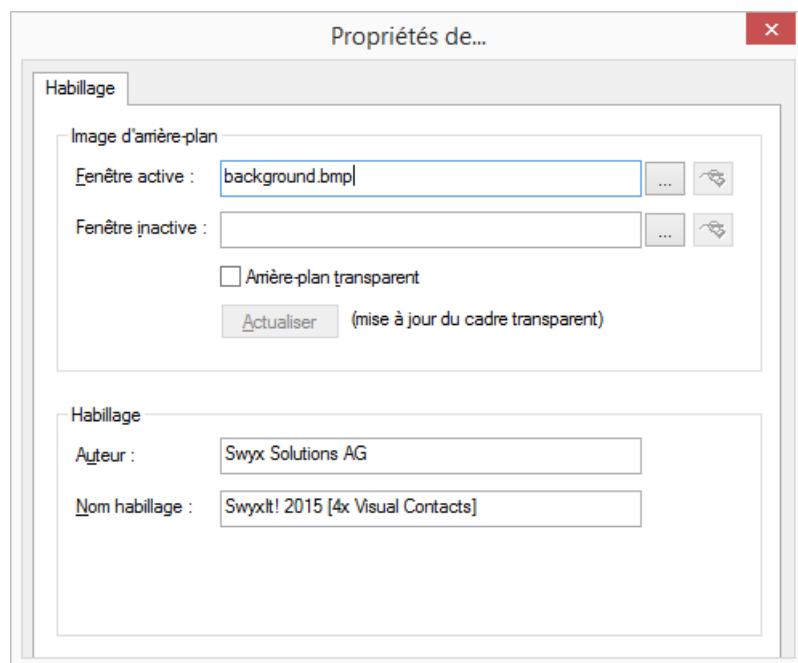 Propriétés de...
Habillage
Image d'arrière-plan
Fenêtre active : background.bmp ...
Fenêtre inactive : ...
Arrière-plan transparent
Actualiser (mise à jour du cadre transparent)
Habillage
Auteur : Swyx Solutions AG
Nom habillage : SwyxIt! 2015 [4x Visual Contacts]